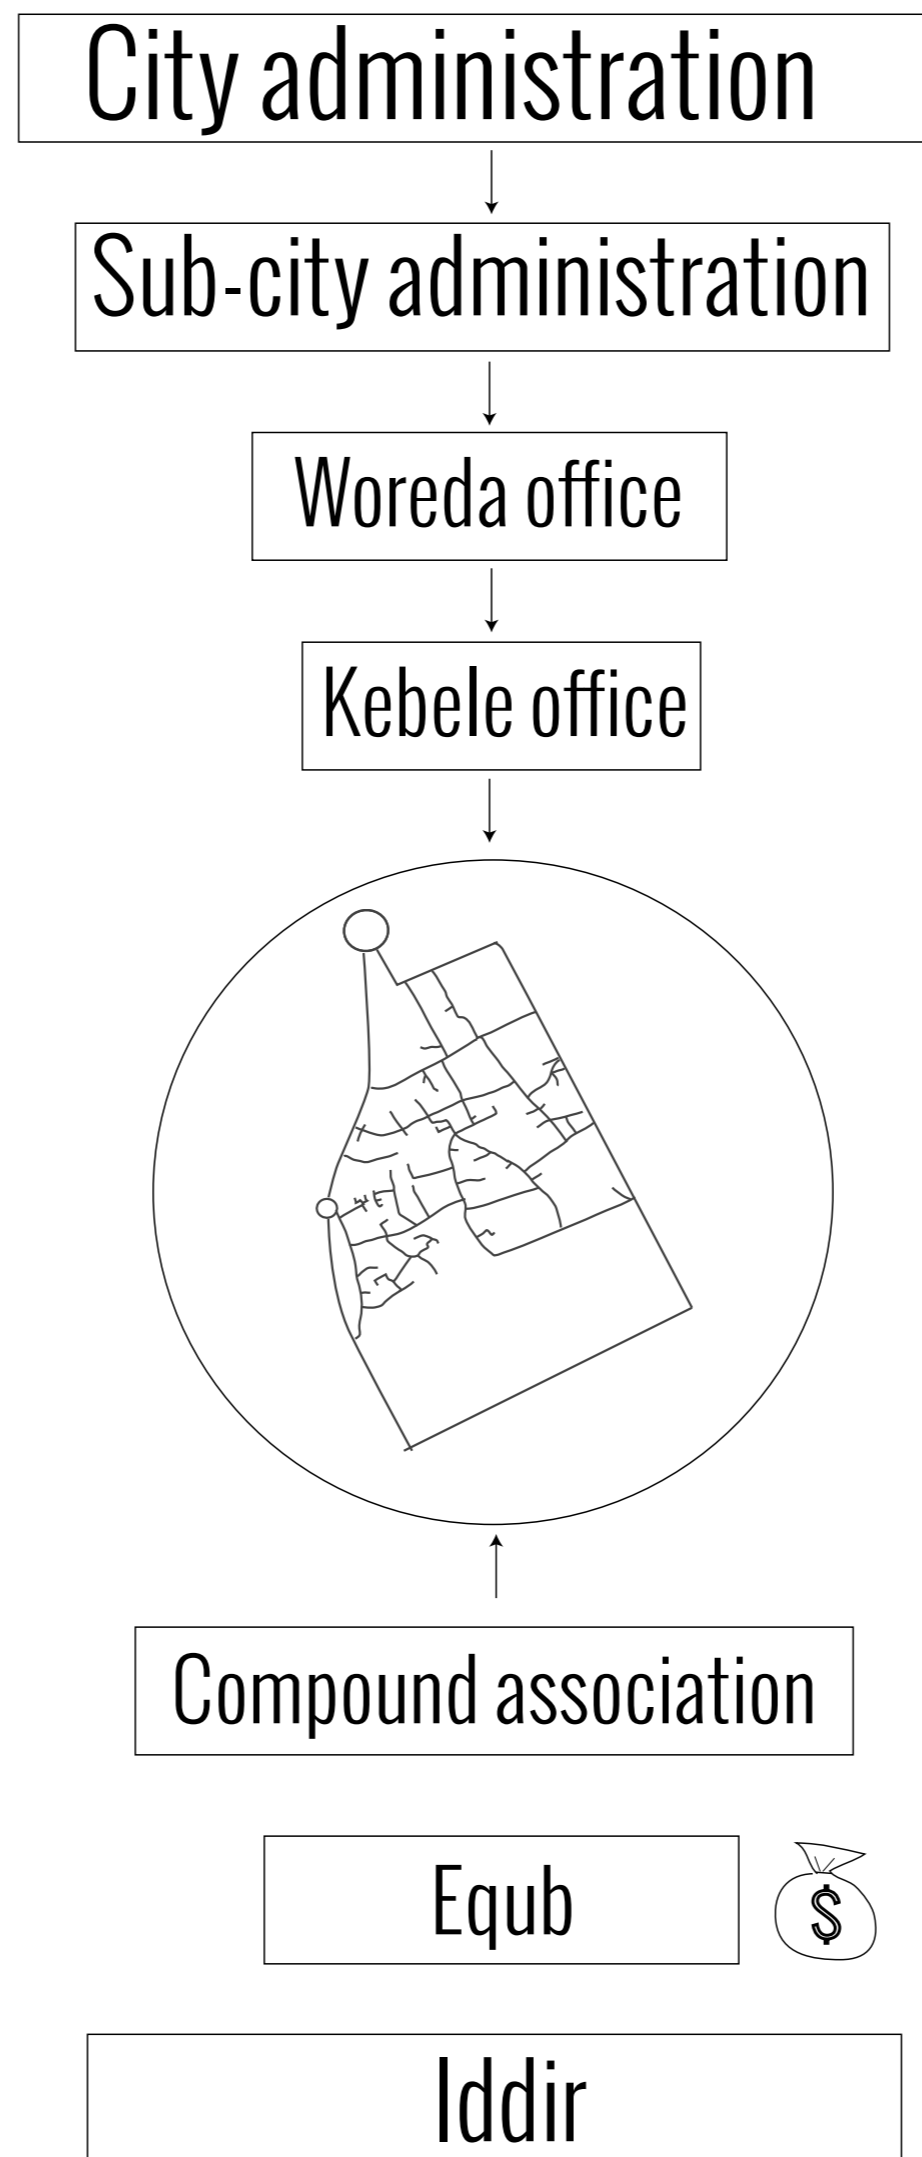 City administration
Sub-city administration
Woreda office
Kebele office
Compound association
Equb
$
Iddir